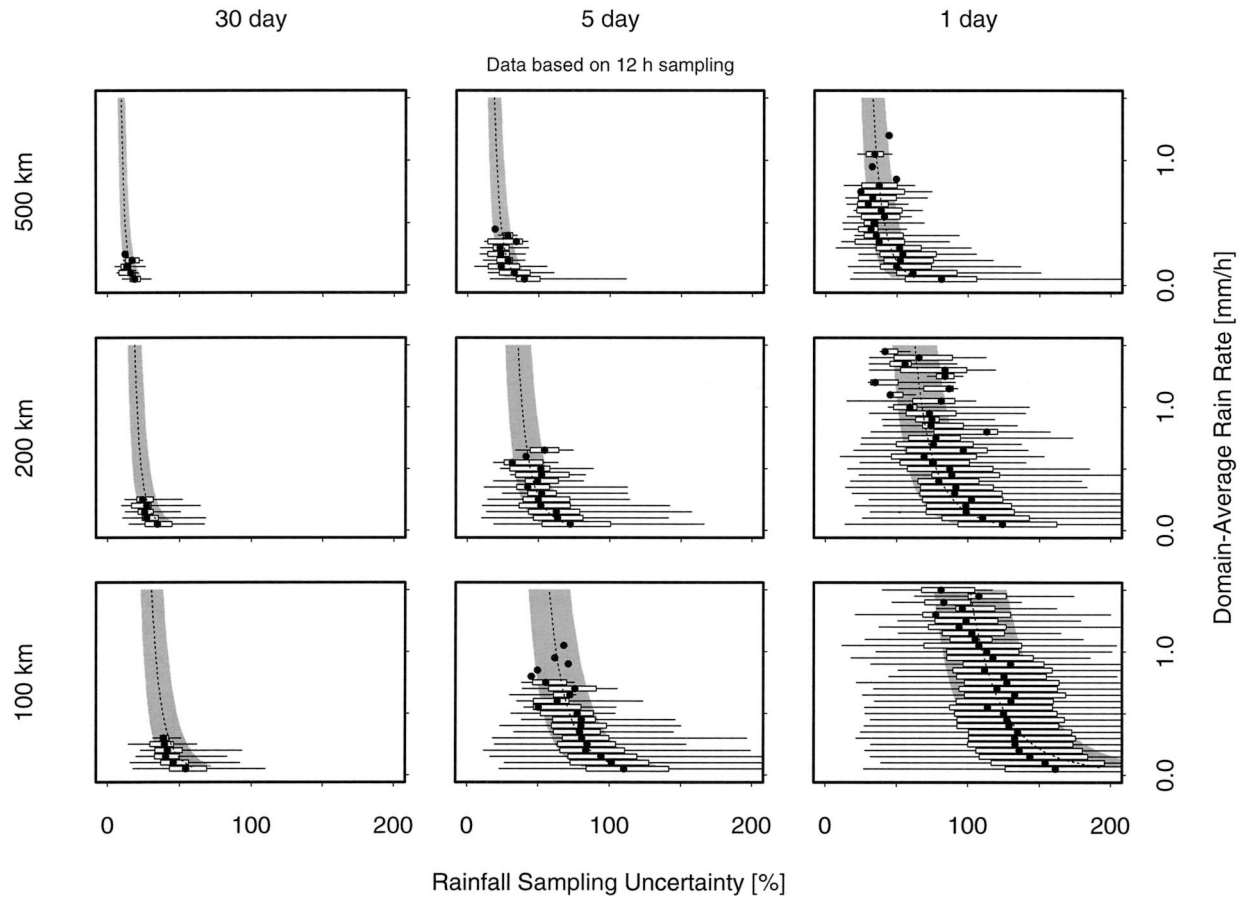 30 day 5 day 1 day
Data based on 12 h sampling
500 km
200 km
100 km
0.0 1.0
0.0 1.0
0.0 1.0
Domain-Average Rain Rate [mm/h]
0 100 200 0 100 200 0 100 200
Rainfall Sampling Uncertainty [%]